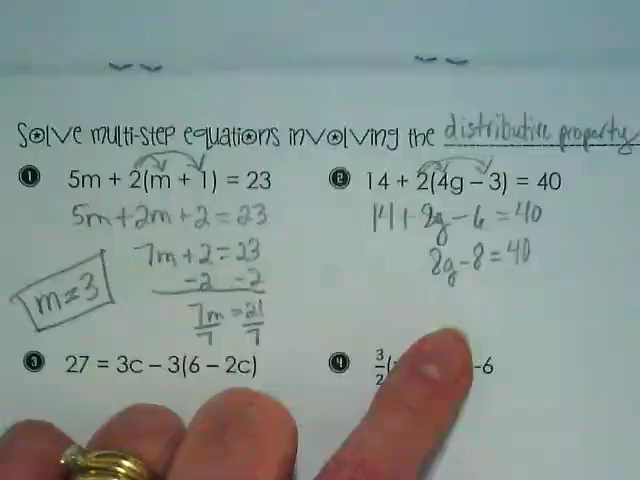 Solve multi-step equations involving the distributive property
1 5m + 2(m + 1) = 23
5m + 2m + 2 = 23
7m + 2 = 23
-2 -2
7m = 21
7 7
m = 3
2 14 + 2(4g - 3) = 40
14 + 8g - 6 = 40
8g - 8 = 40
3 27 = 3c - 3(6 - 2c)
4 3/2( -6